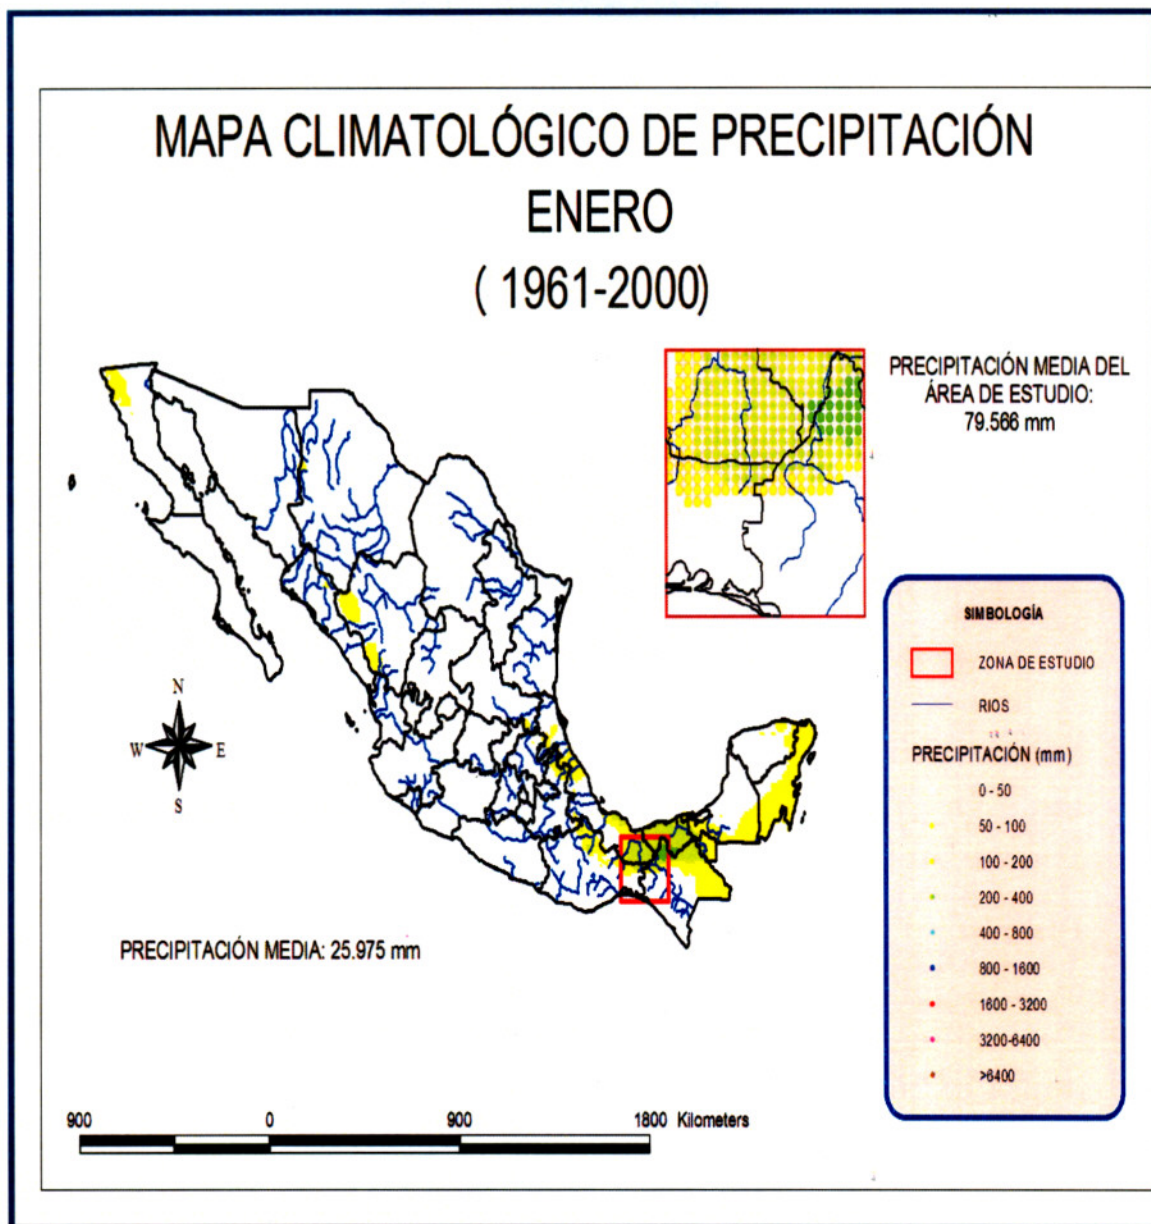 MAPA CLIMATOLÓGICO DE PRECIPITACIÓN
ENERO
( 1961-2000)
PRECIPITACIÓN MEDIA DEL
ÁREA DE ESTUDIO:
79.566 mm
SIMBOLOGÍA
ZONA DE ESTUDIO
RIOS
PRECIPITACIÓN (mm)
0 - 50
50 - 100
100 - 200
200 - 400
400 - 800
800 - 1600
1600 - 3200
3200-6400
>6400
N
W E
S
PRECIPITACIÓN MEDIA: 25.975 mm
900 0 900 1800 Kilometers